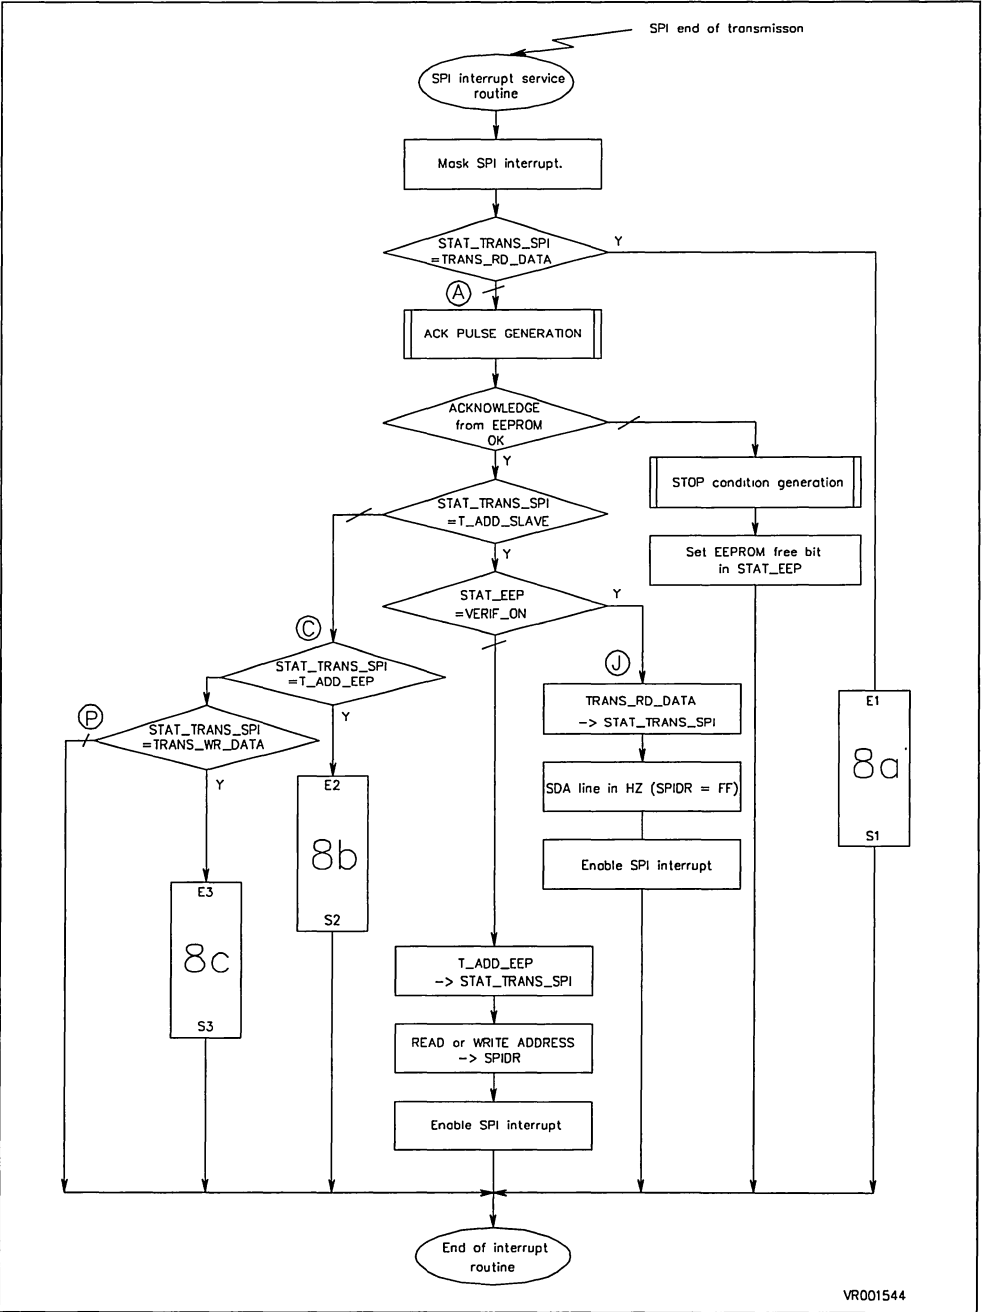 SPI end of transmisson
SPI interrupt service
routine
Mask SPI interrupt.
STAT_TRANS_SPI
=TRANS_RD_DATA
Y
A
ACK PULSE GENERATION
ACKNOWLEDGE
from EEPROM
OK
Y
STOP condition generation
STAT_TRANS_SPI
=T_ADD_SLAVE
Y
Set EEPROM free bit
in STAT_EEP
STAT_EEP
=VERIF_ON
Y
C
J
STAT_TRANS_SPI
=T_ADD_EEP
Y
TRANS_RD_DATA
-> STAT_TRANS_SPI
P
STAT_TRANS_SPI
=TRANS_WR_DATA
Y
E1
8a
S1
SDA line in HZ (SPIDR = FF)
E2
8b
S2
Enable SPI interrupt
E3
8c
S3
T_ADD_EEP
-> STAT_TRANS_SPI
READ or WRITE ADDRESS
-> SPIDR
Enable SPI interrupt
End of interrupt
routine
VR001544